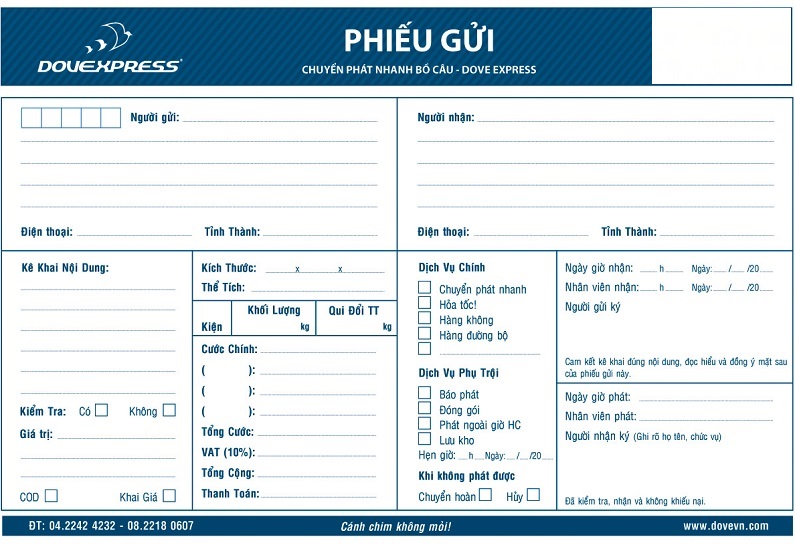 DOVEXPRESS®
PHIẾU GỬI
CHUYỂN PHÁT NHANH BỒ CÂU - DOVE EXPRESS
Người gửi:
Điện thoại: Tỉnh Thành:
Người nhận:
Điện thoại: Tỉnh Thành:
Kê Khai Nội Dung:
Kiểm Tra: Có Không
Giá trị:
COD Khai Giá
Kích Thước: x x
Thể Tích:
Kiện Khối Lượng kg Qui Đổi TT kg
Cước Chính:
( ):
( ):
( ):
Tổng Cước:
VAT (10%):
Tổng Cộng:
Thanh Toán:
Dịch Vụ Chính
Chuyển phát nhanh
Hỏa tốc!
Hàng không
Hàng đường bộ
Dịch Vụ Phụ Trội
Báo phát
Đóng gói
Phát ngoài giờ HC
Lưu kho
Hẹn giờ: h Ngày: / /20
Khi không phát được
Chuyển hoàn Hủy
Ngày giờ nhận: h Ngày: / /20
Nhân viên nhận: h Ngày: / /20
Người gửi ký
Cam kết kê khai đúng nội dung, đọc hiểu và đồng ý mặt sau
của phiếu gửi này.
Ngày giờ phát:
Nhân viên phát:
Người nhận ký (Ghi rõ họ tên, chức vụ)
Đã kiểm tra, nhận và không khiếu nại.
ĐT: 04.2242 4232 - 08.2218 0607
Cánh chim không mỏi!
www.dovevn.com